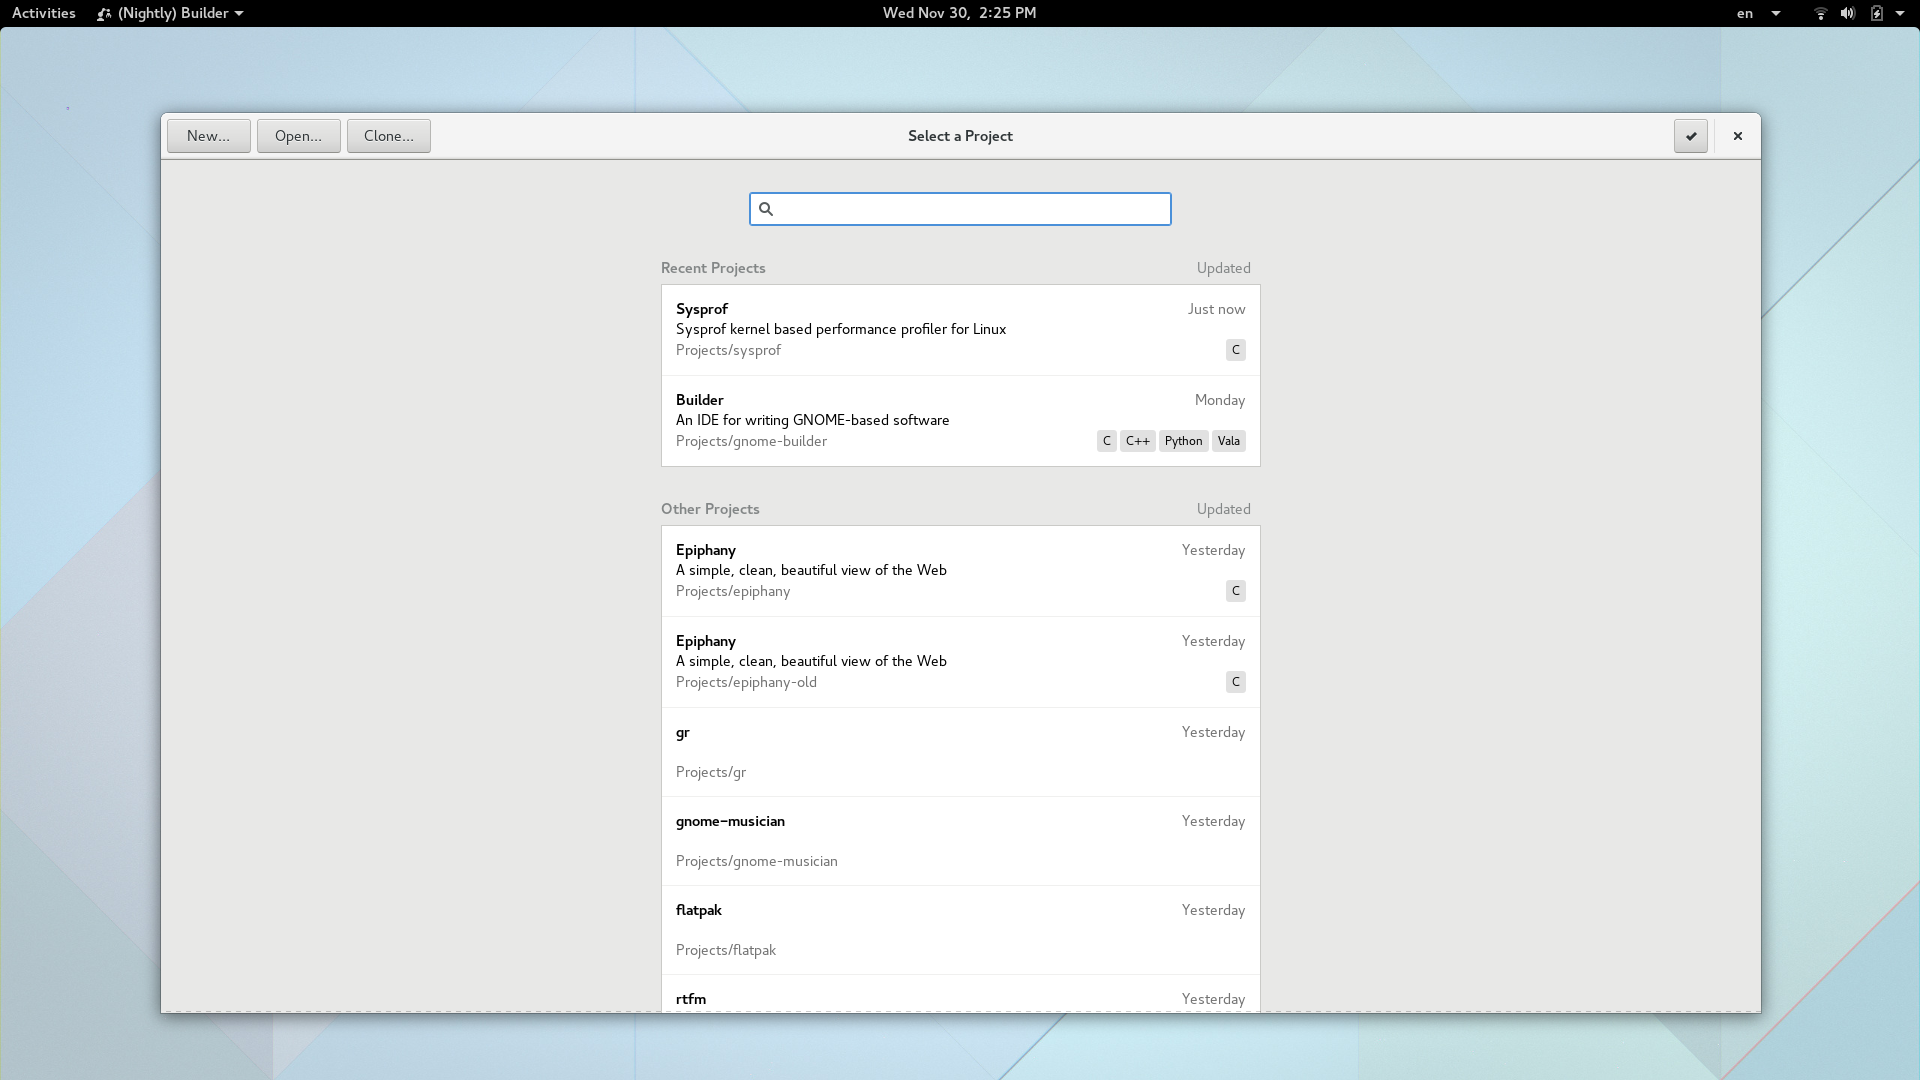 Activities (Nightly) Builder Wed Nov 30, 2:25 PM en
New... Open... Clone... Select a Project
Recent Projects Updated
Sysprof Just now
Sysprof kernel based performance profiler for Linux
Projects/sysprof C
Builder Monday
An IDE for writing GNOME-based software
Projects/gnome-builder C C++ Python Vala
Other Projects Updated
Epiphany Yesterday
A simple, clean, beautiful view of the Web
Projects/epiphany C
Epiphany Yesterday
A simple, clean, beautiful view of the Web
Projects/epiphany-old C
gr Yesterday
Projects/gr
gnome-musician Yesterday
Projects/gnome-musician
flatpak Yesterday
Projects/flatpak
rtfm Yesterday